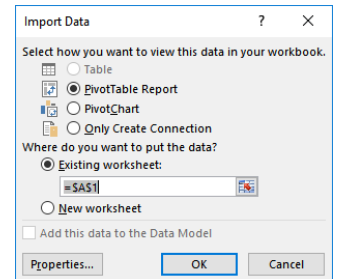 Import Data ? ×
Select how you want to view this data in your workbook.
Table
PivotTable Report
PivotChart
Only Create Connection
Where do you want to put the data?
Existing worksheet:
=$A$1
New worksheet
Add this data to the Data Model
Properties... OK Cancel